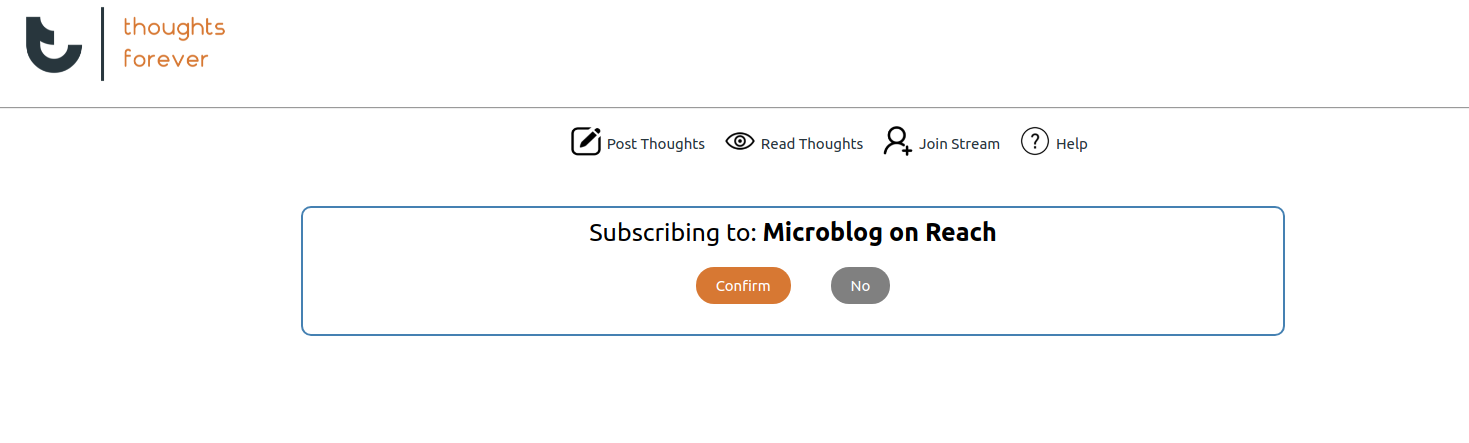 thoughts
forever
Post Thoughts Read Thoughts Join Stream ? Help
Subscribing to: Microblog on Reach
Confirm No